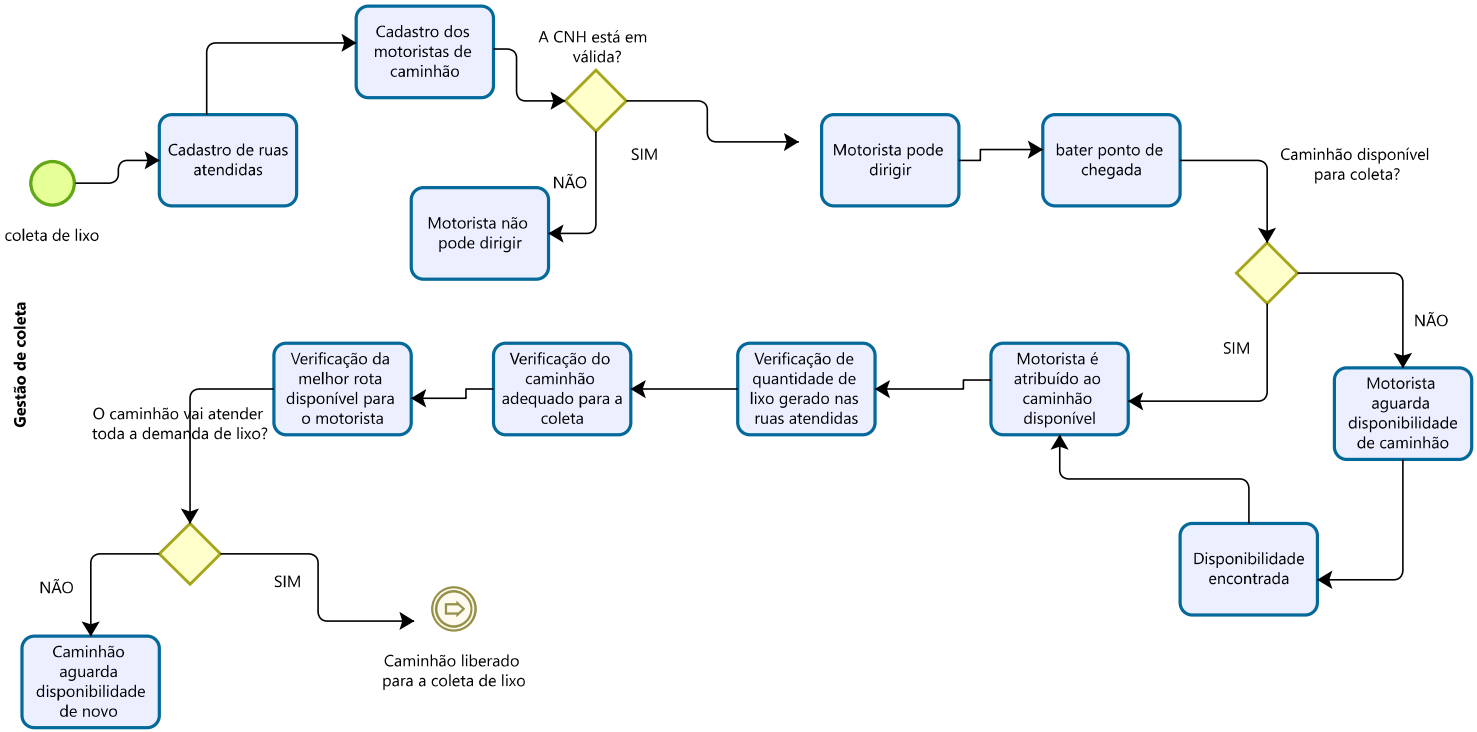 Cadastro dos
motoristas de
caminhão
A CNH está em
válida?
Cadastro de ruas
atendidas
SIM
Motorista pode
dirigir
bater ponto de
chegada
Caminhão disponível
para coleta?
NÃO
Motorista não
pode dirigir
coleta de lixo
Gestão de coleta
NÃO
SIM
Motorista
aguarda
disponibilidade
de caminhão
Motorista é
atribuído ao
caminhão
disponível
Verificação de
quantidade de
lixo gerado nas
ruas atendidas
Verificação do
caminhão
adequado para a
coleta
Verificação da
melhor rota
disponível para
o motorista
O caminhão vai atender
toda a demanda de lixo?
Disponibilidade
encontrada
NÃO
SIM
Caminhão
aguarda
disponibilidade
de novo
Caminhão liberado
para a coleta de lixo